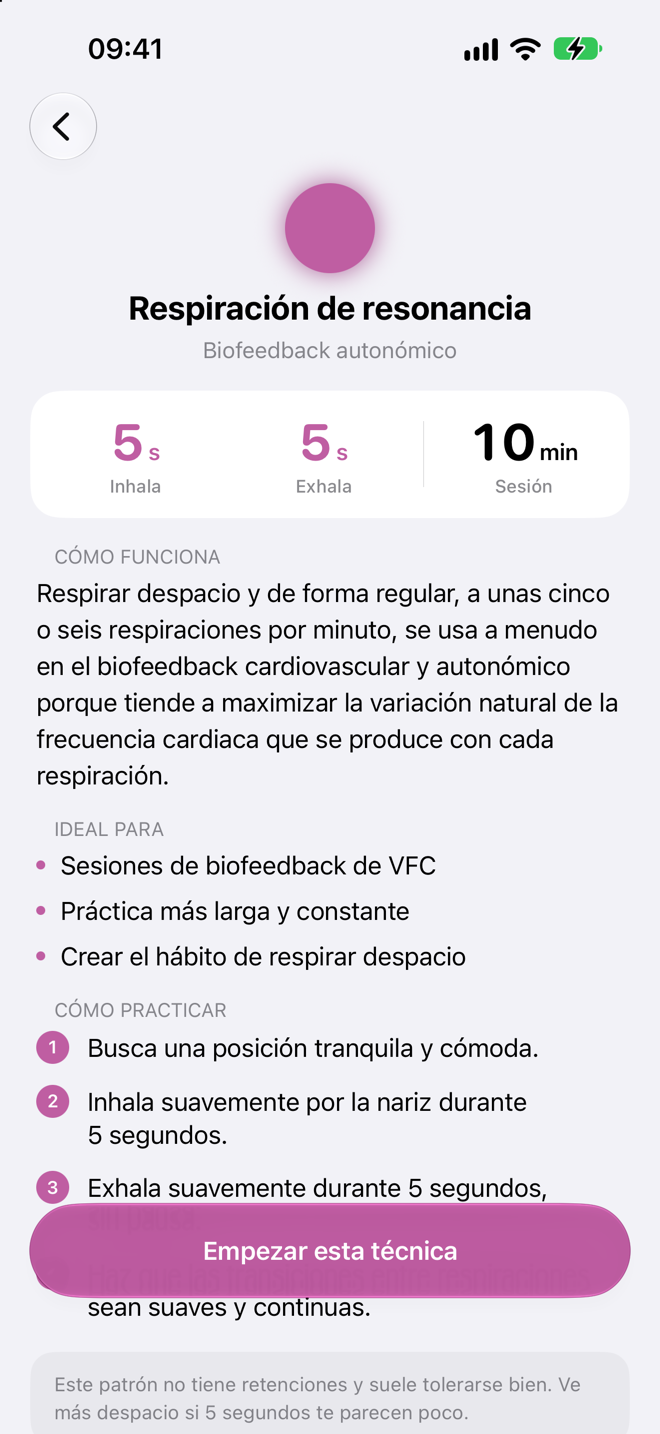 09:41
Respiración de resonancia
Biofeedback autonómico
5 s
Inhala
5 s
Exhala
10 min
Sesión
CÓMO FUNCIONA
Respirar despacio y de forma regular, a unas cinco
o seis respiraciones por minuto, se usa a menudo
en el biofeedback cardiovascular y autonómico
porque tiende a maximizar la variación natural de la
frecuencia cardiaca que se produce con cada
respiración.
IDEAL PARA
Sesiones de biofeedback de VFC
Práctica más larga y constante
Crear el hábito de respirar despacio
CÓMO PRACTICAR
1 Busca una posición tranquila y cómoda.
2 Inhala suavemente por la nariz durante
5 segundos.
3 Exhala suavemente durante 5 segundos,
Empezar esta técnica
sean suaves y continuas.
Este patrón no tiene retenciones y suele tolerarse bien. Ve
más despacio si 5 segundos te parecen poco.